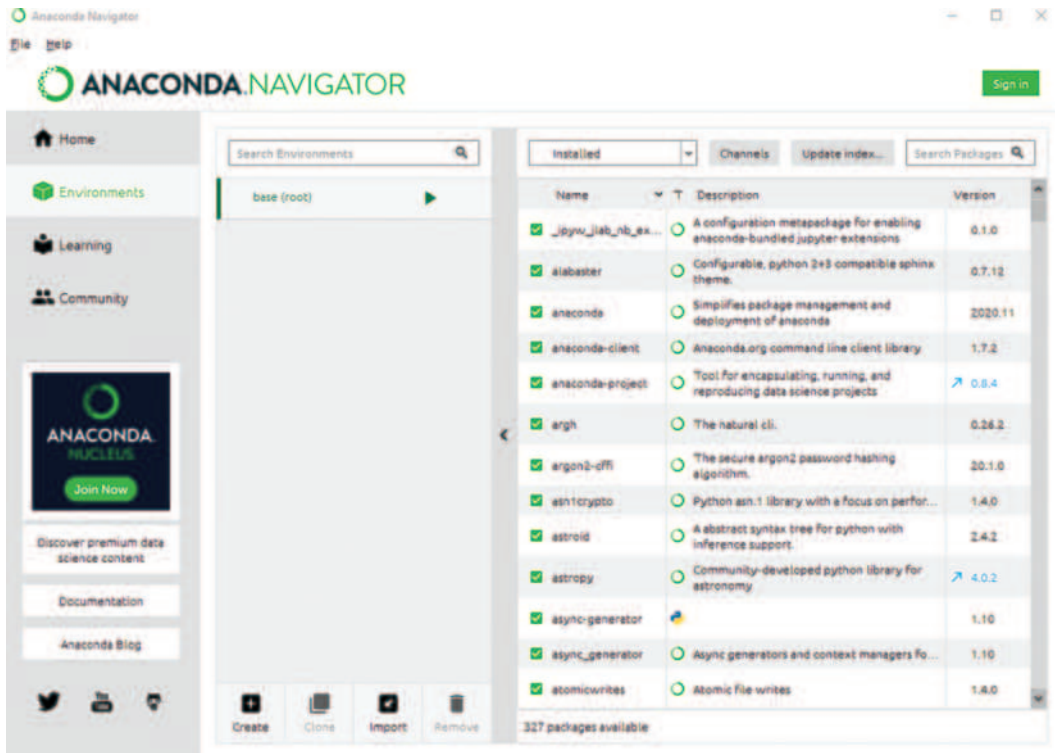 Anaconda Navigator
File Help
ANACONDA.NAVIGATOR
Sign in
Home
Environments
Learning
Community
ANACONDA.
NUCLEUS
Join Now
Discover premium data
science content
Documentation
Anaconda Blog
You
Tube
Search Environments
base (root)
Create Clone Import Remove
Installed Channels Update index... Search Packages
Name T Description Version
_ipyw_jlab_nb_ex... A configuration metapackage for enabling
anaconda-bundled jupyter extensions 0.1.0
alabaster Configurable, python 2+3 compatible sphinx
theme. 0.7.12
anaconda Simplifies package management and
deployment of anaconda 2020.11
anaconda-client Anaconda.org command line client library 1.7.2
anaconda-project Tool for encapsulating, running, and
reproducing data science projects 0.8.4
argh The natural cli. 0.26.2
argon2-cffi The secure argon2 password hashing
algorithm. 20.1.0
asn1crypto Python asn.1 library with a focus on perfor... 1.4.0
astroid A abstract syntax tree for python with
inference support. 2.4.2
astropy Community-developed python library for
astronomy 4.0.2
async-generator 1.10
async_generator Async generators and context managers fo... 1.10
atomicwrites Atomic file writes 1.4.0
327 packages available